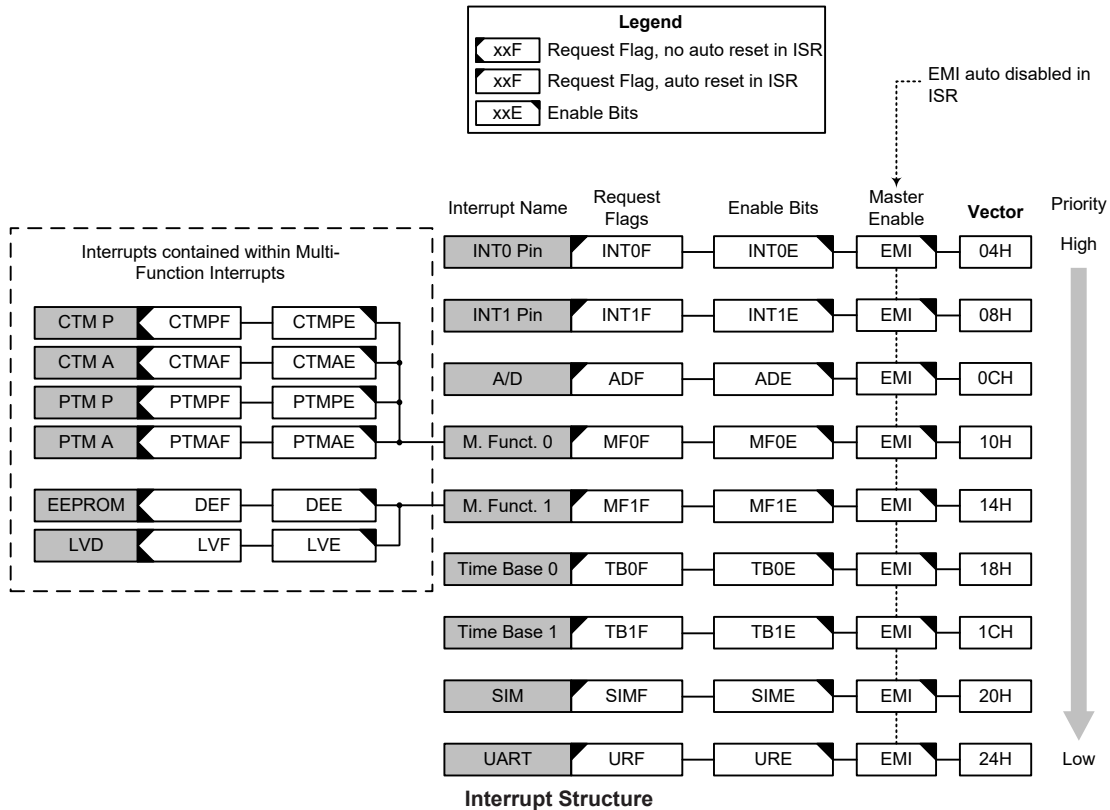 Legend
xxF Request Flag, no auto reset in ISR
xxF Request Flag, auto reset in ISR
xxE Enable Bits
EMI auto disabled in
ISR
Interrupt Name Request Flags Enable Bits Master Enable Vector Priority
Interrupts contained within Multi-
Function Interrupts
INT0 Pin INT0F INT0E EMI 04H High
CTM P CTMPF CTMPE INT1 Pin INT1F INT1E EMI 08H
CTM A CTMAF CTMAE A/D ADF ADE EMI 0CH
PTM P PTMPF PTMPE
PTM A PTMAF PTMAE M. Funct. 0 MF0F MF0E EMI 10H
EEPROM DEF DEE M. Funct. 1 MF1F MF1E EMI 14H
LVD LVF LVE
Time Base 0 TB0F TB0E EMI 18H
Time Base 1 TB1F TB1E EMI 1CH
SIM SIMF SIME EMI 20H
UART URF URE EMI 24H Low
Interrupt Structure